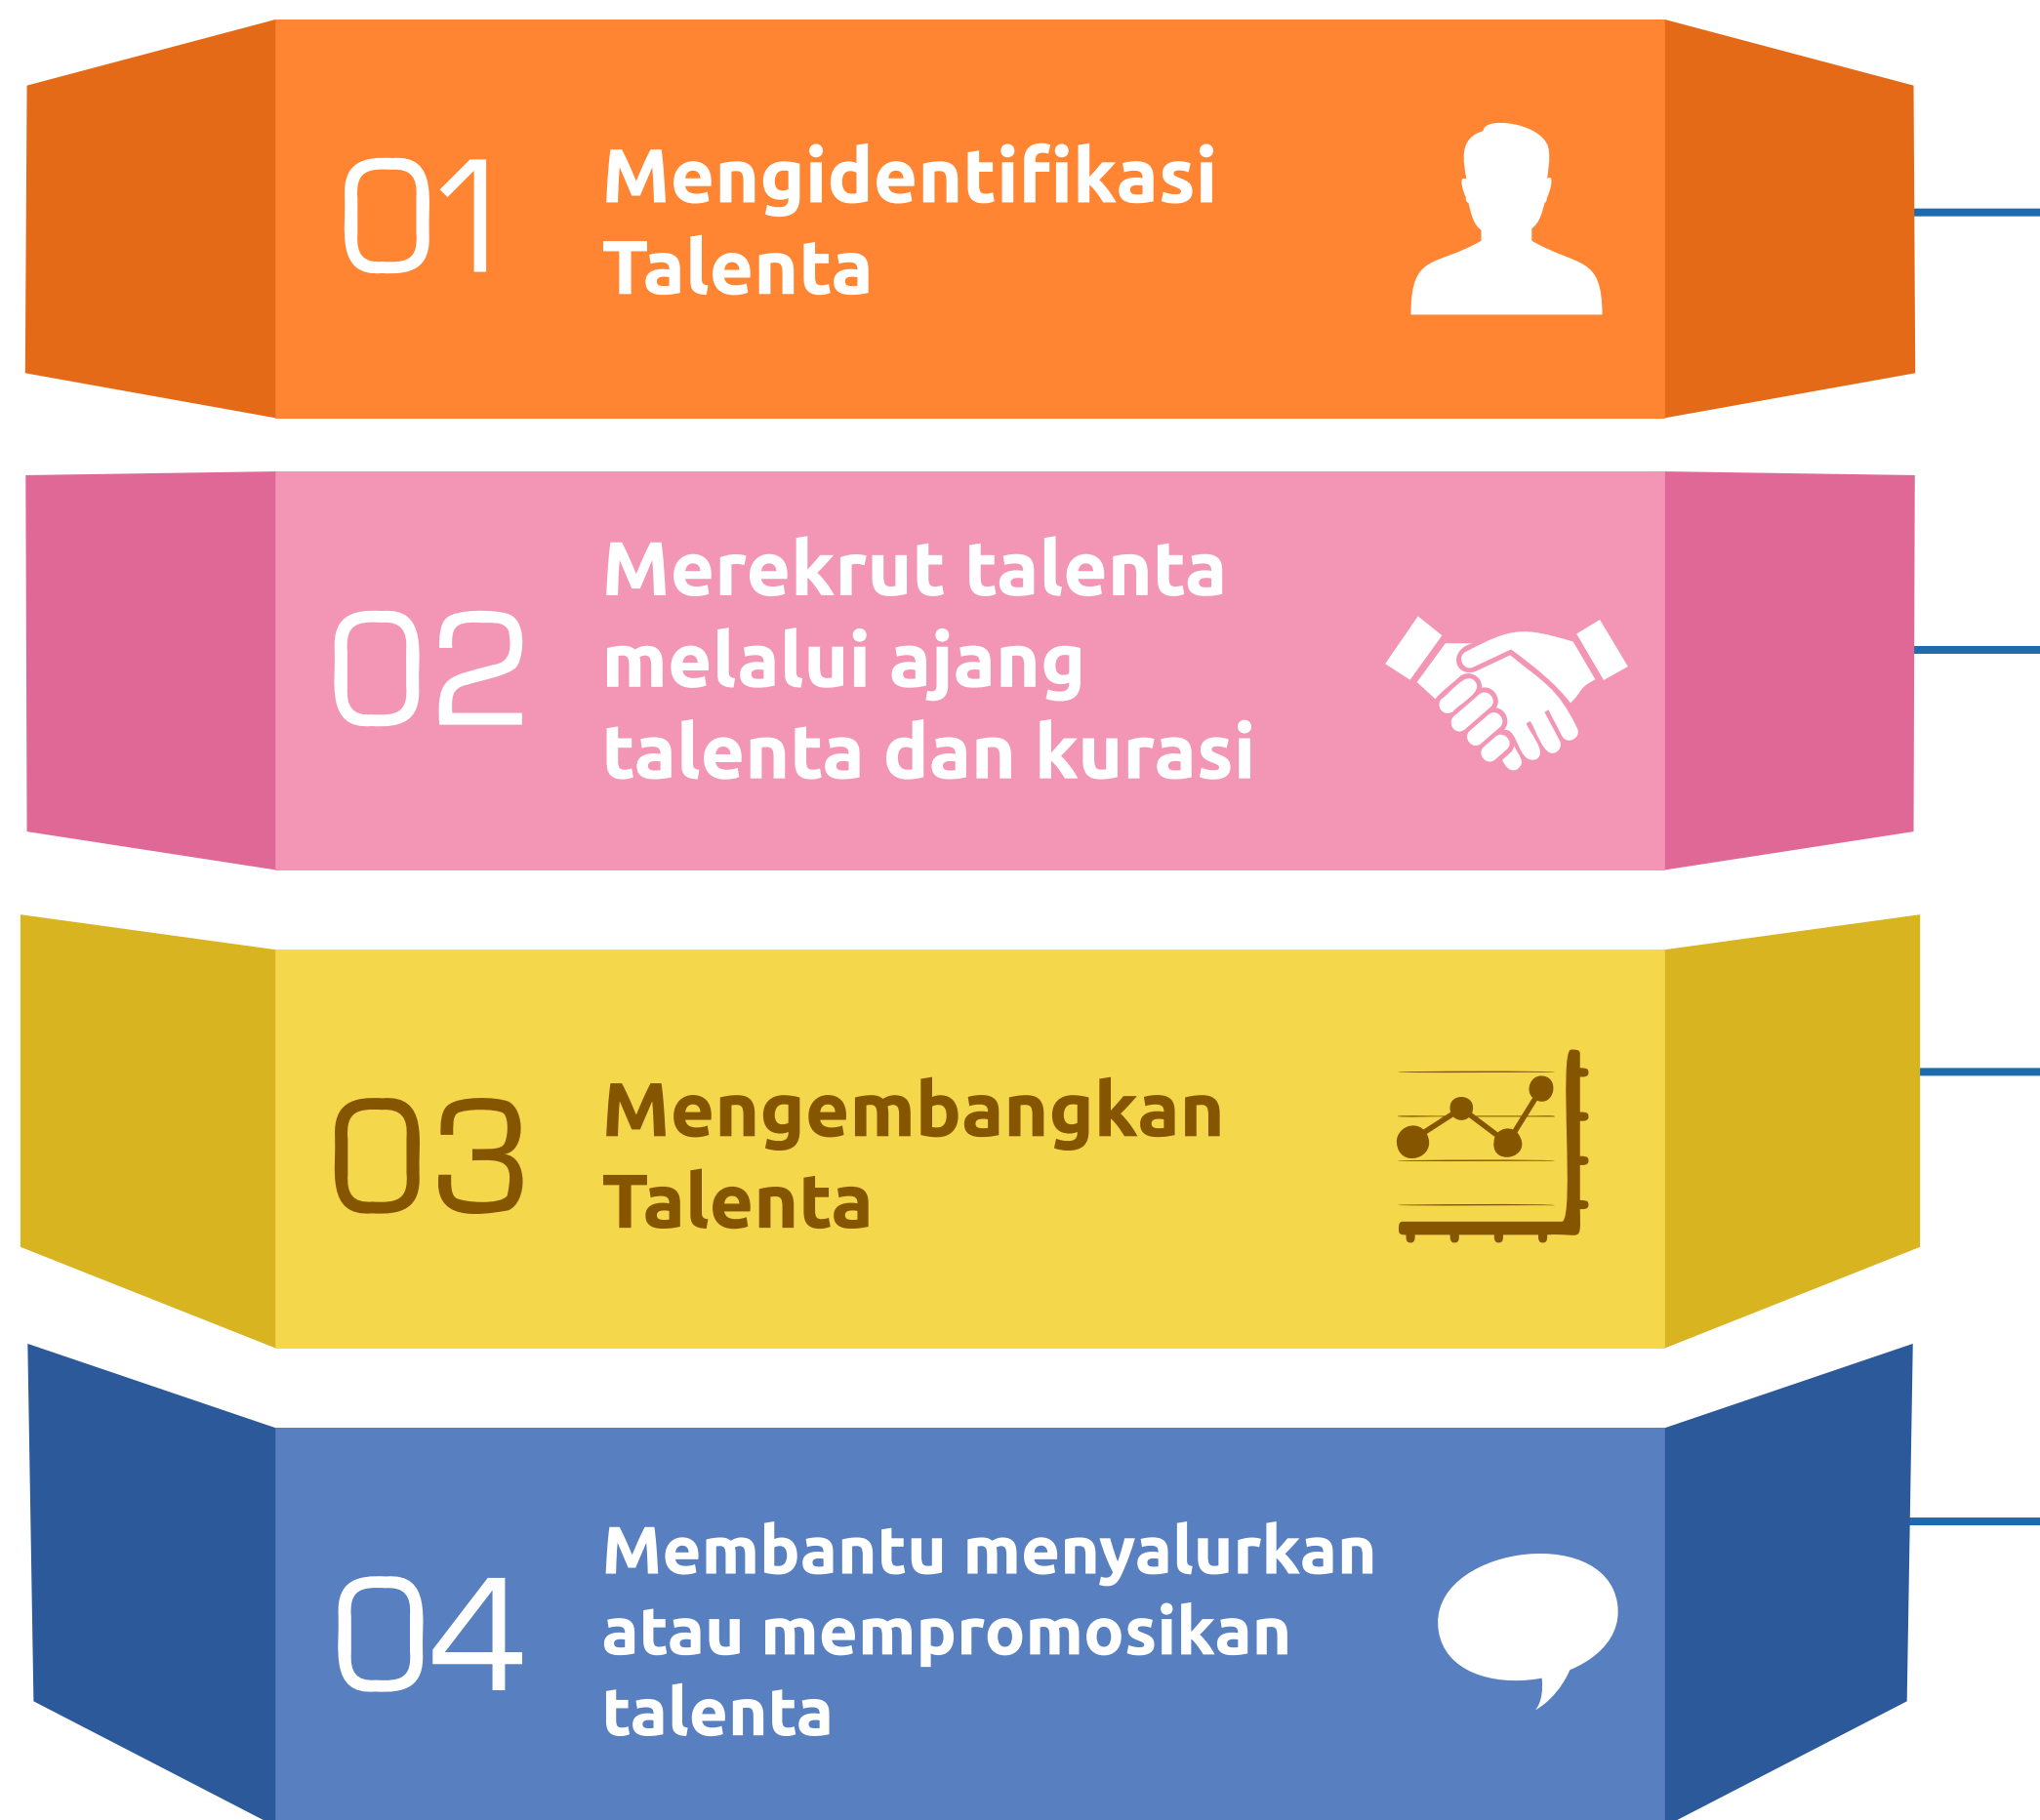 01
Mengidentifikasi
Talenta
02
Merekrut talenta
melalui ajang
talenta dan kurasi
03
Mengembangkan
Talenta
04
Membantu menyalurkan
atau mempromosikan
talenta